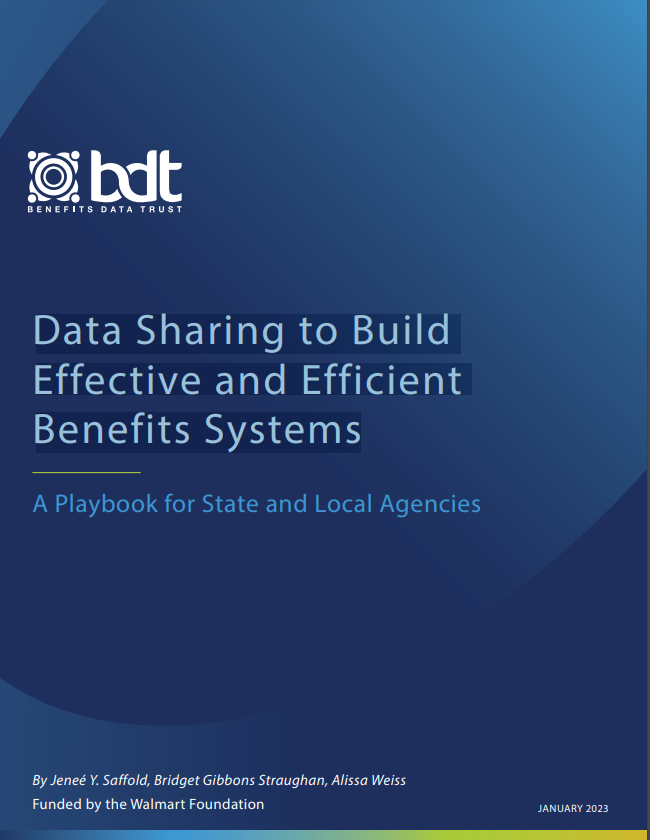 bdt
BENEFITS DATA TRUST
Data Sharing to Build
Effective and Efficient
Benefits Systems
A Playbook for State and Local Agencies
By Jeneé Y. Saffold, Bridget Gibbons Straughan, Alissa Weiss
Funded by the Walmart Foundation
JANUARY 2023